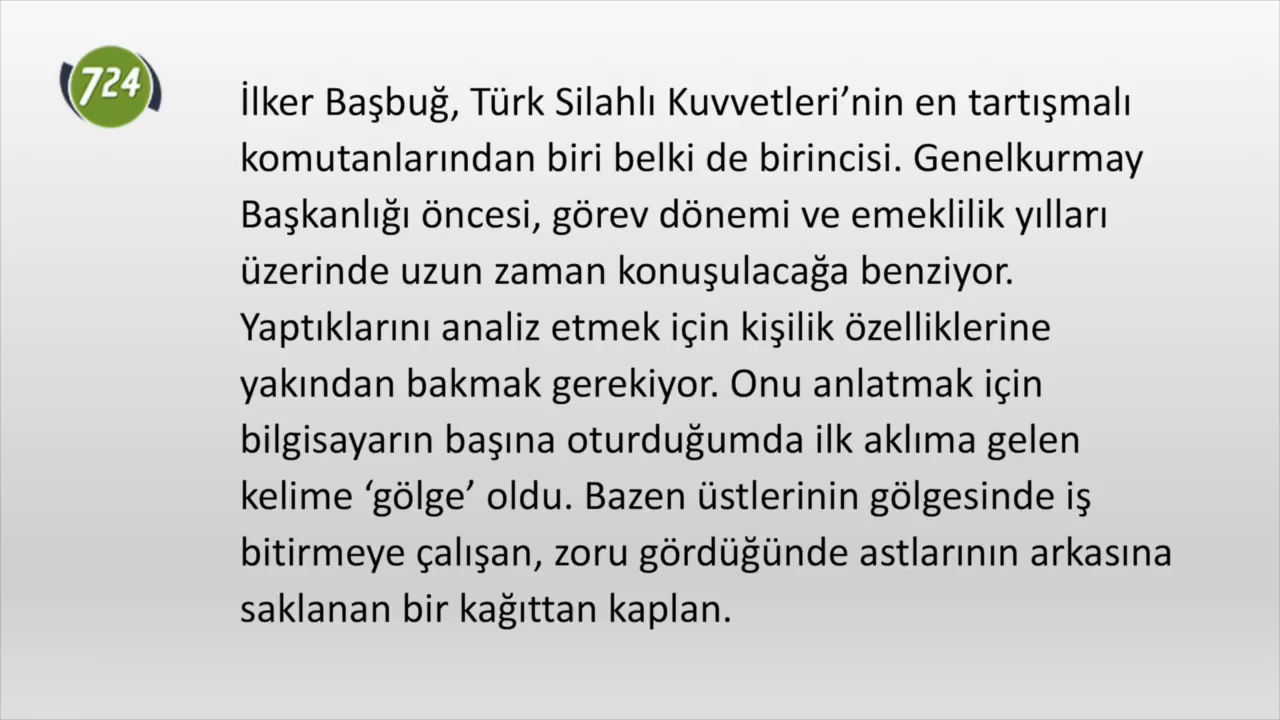 724
İlker Başbuğ, Türk Silahlı Kuvvetleri’nin en tartışmalı
komutanlarından biri belki de birincisi. Genelkurmay
Başkanlığı öncesi, görev dönemi ve emeklilik yılları
üzerinde uzun zaman konuşulacağa benziyor.
Yaptıklarını analiz etmek için kişilik özelliklerine
yakından bakmak gerekiyor. Onu anlatmak için
bilgisayarın başına oturduğumda ilk aklıma gelen
kelime ‘gölge’ oldu. Bazen üstlerinin gölgesinde iş
bitirmeye çalışan, zoru gördüğünde astlarının arkasına
saklanan bir kağıttan kaplan.